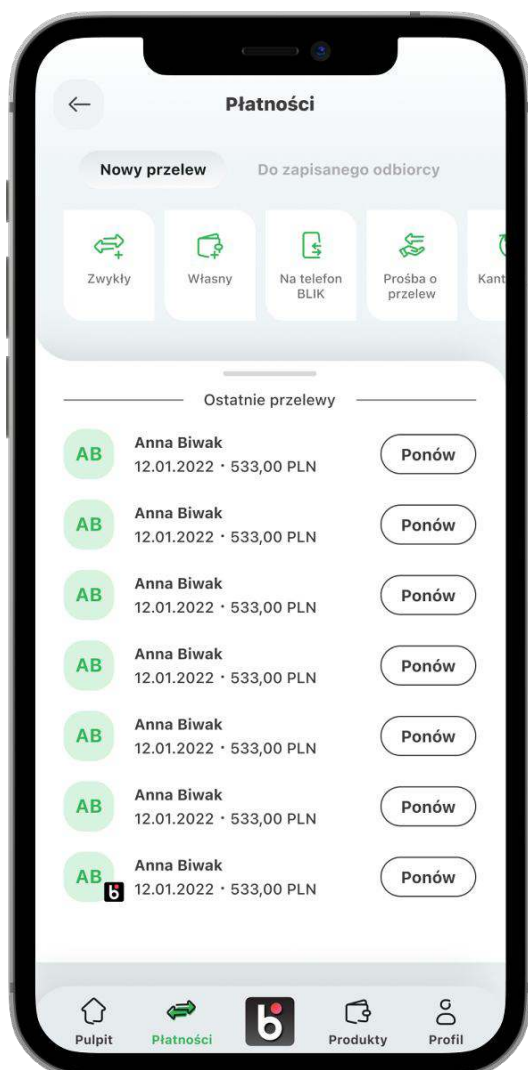 Płatności
Nowy przelew
Do zapisanego odbiorcy
Zwykły
Własny
Na telefon
BLIK
Prośba o
przelew
Kant
Ostatnie przelewy
AB
Anna Biwak
12.01.2022 · 533,00 PLN
Ponów
AB
Anna Biwak
12.01.2022 · 533,00 PLN
Ponów
AB
Anna Biwak
12.01.2022 · 533,00 PLN
Ponów
AB
Anna Biwak
12.01.2022 · 533,00 PLN
Ponów
AB
Anna Biwak
12.01.2022 · 533,00 PLN
Ponów
AB
Anna Biwak
12.01.2022 · 533,00 PLN
Ponów
AB
Anna Biwak
12.01.2022 · 533,00 PLN
Ponów
Pulpit
Płatności
Produkty
Profil